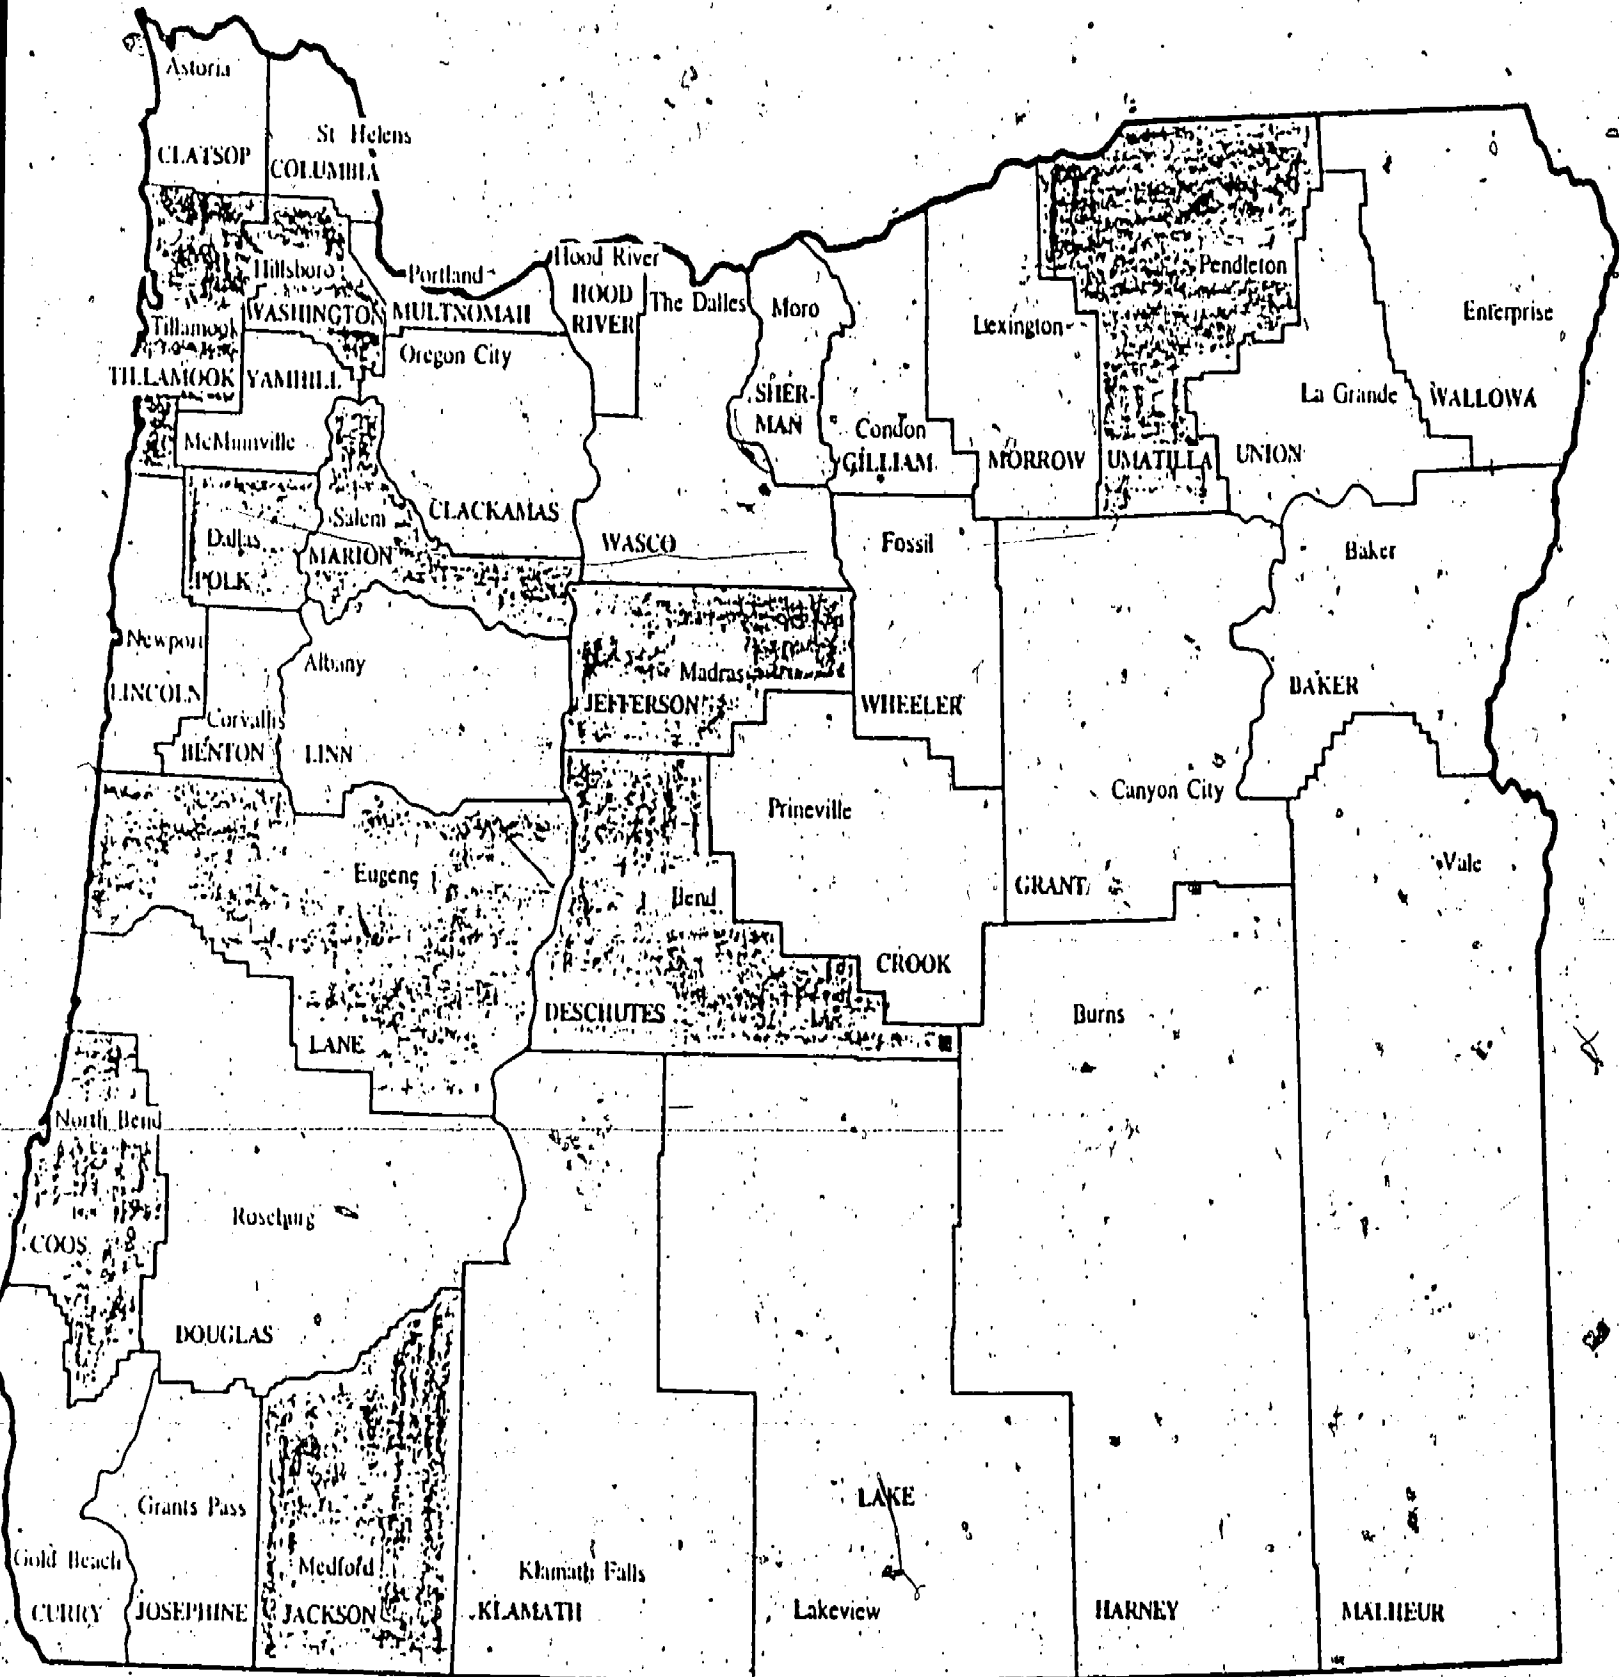 Astoria
St Helens
CLATSOP
COLUMBIA
Hillsboro
Portland
Hood River
Pendleton
HOOD
RIVER
The Dalles
Moro
WASHINGTON
MULTNOMAH
Tillamook
Lexington
Enterprise
Oregon City
TILLAMOOK
YAMHILL
SHER-
MAN
La Grande
WALLOWA
McMinnville
Condon
GILLIAM
MORROW
UMATILLA
UNION
Salem
CLACKAMAS
Dallas
MARION
WASCO
Fossil
Baker
POLK
Newport
Albany
Madras
LINCOLN
JEFFERSON
WHEELER
BAKER
Corvallis
BENTON
LINN
Canyon City
Prineville
Eugene
Vale
Bend
GRANT
CROOK
DESCHUTES
Burns
LANE
North Bend
Roseburg
COOS
DOUGLAS
LAKE
Grants Pass
Gold Beach
Medford
Klamath Falls
CURRY
JOSEPHINE
JACKSON
KLAMATH
Lakeview
HARNEY
MALHEUR